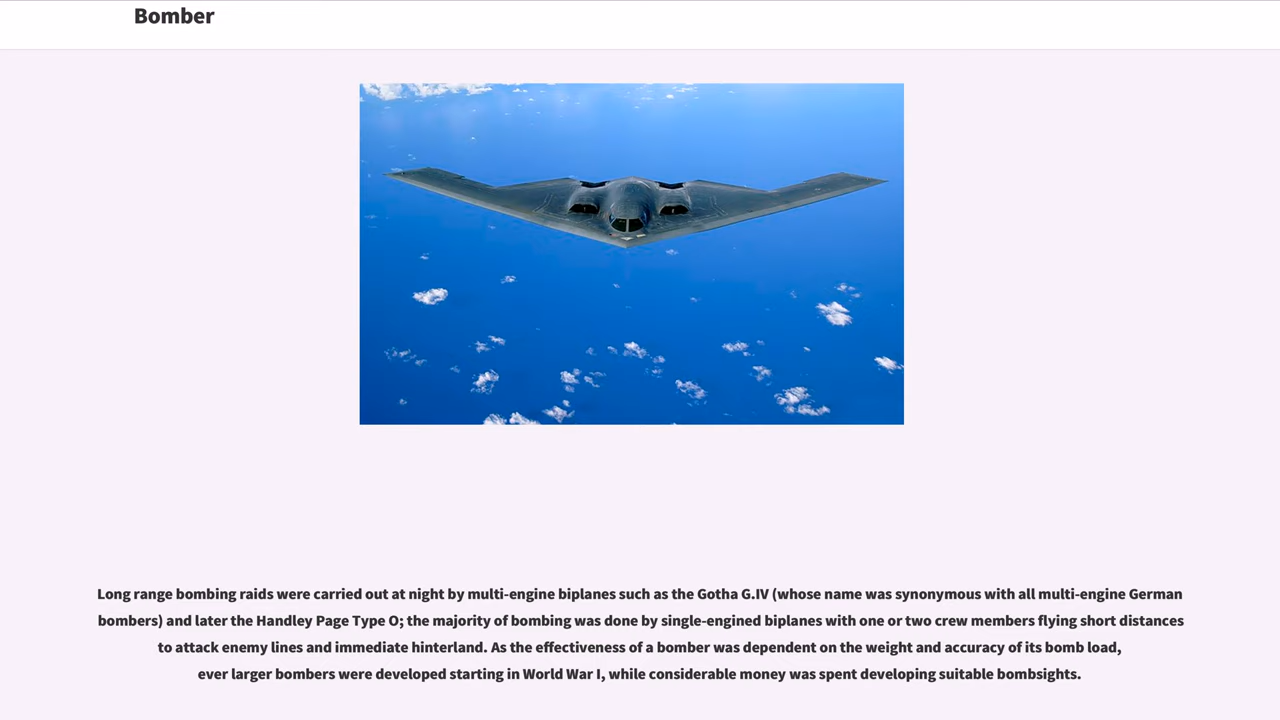 Bomber
Long range bombing raids were carried out at night by multi-engine biplanes such as the Gotha G.IV (whose name was synonymous with all multi-engine German
bombers) and later the Handley Page Type O; the majority of bombing was done by single-engined biplanes with one or two crew members flying short distances
to attack enemy lines and immediate hinterland. As the effectiveness of a bomber was dependent on the weight and accuracy of its bomb load,
ever larger bombers were developed starting in World War I, while considerable money was spent developing suitable bombsights.